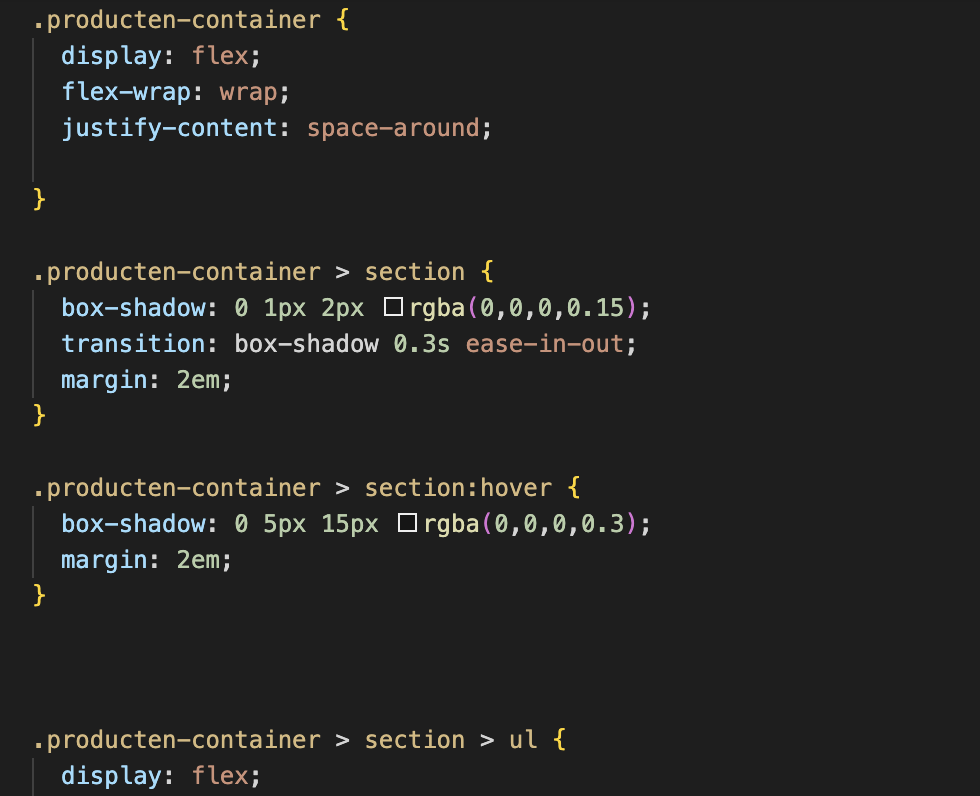 .producten-container {
display: flex;
flex-wrap: wrap;
justify-content: space-around;
}
.producten-container > section {
box-shadow: 0 1px 2px rgba(0,0,0,0.15);
transition: box-shadow 0.3s ease-in-out;
margin: 2em;
}
.producten-container > section:hover {
box-shadow: 0 5px 15px rgba(0,0,0,0.3);
margin: 2em;
}
.producten-container > section > ul {
display: flex;